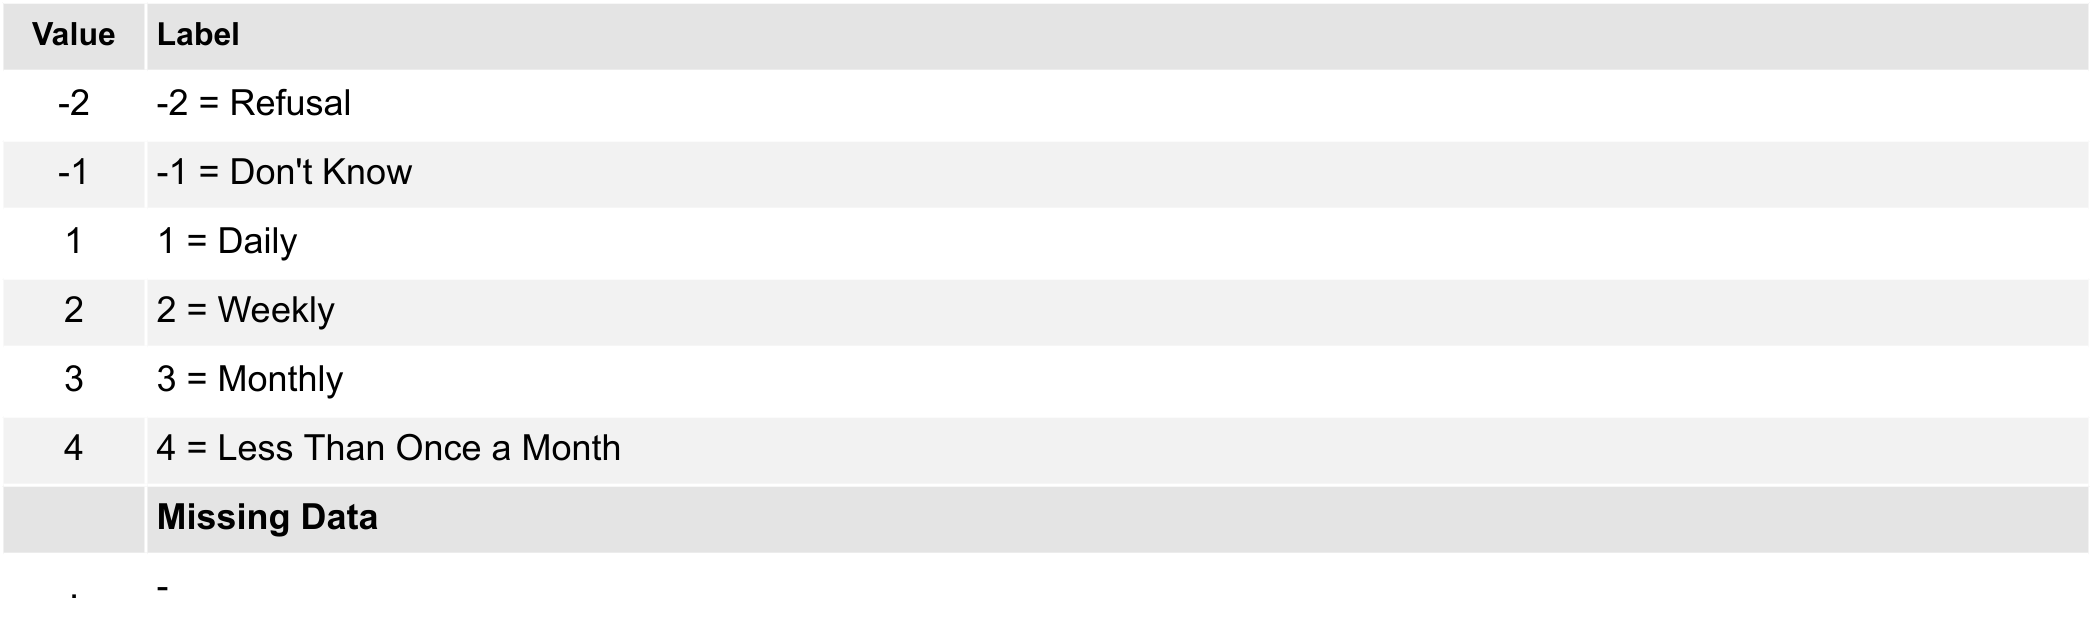 Value Label
-2 -2 = Refusal
-1 -1 = Don't Know
1 1 = Daily
2 2 = Weekly
3 3 = Monthly
4 4 = Less Than Once a Month
Missing Data
. -